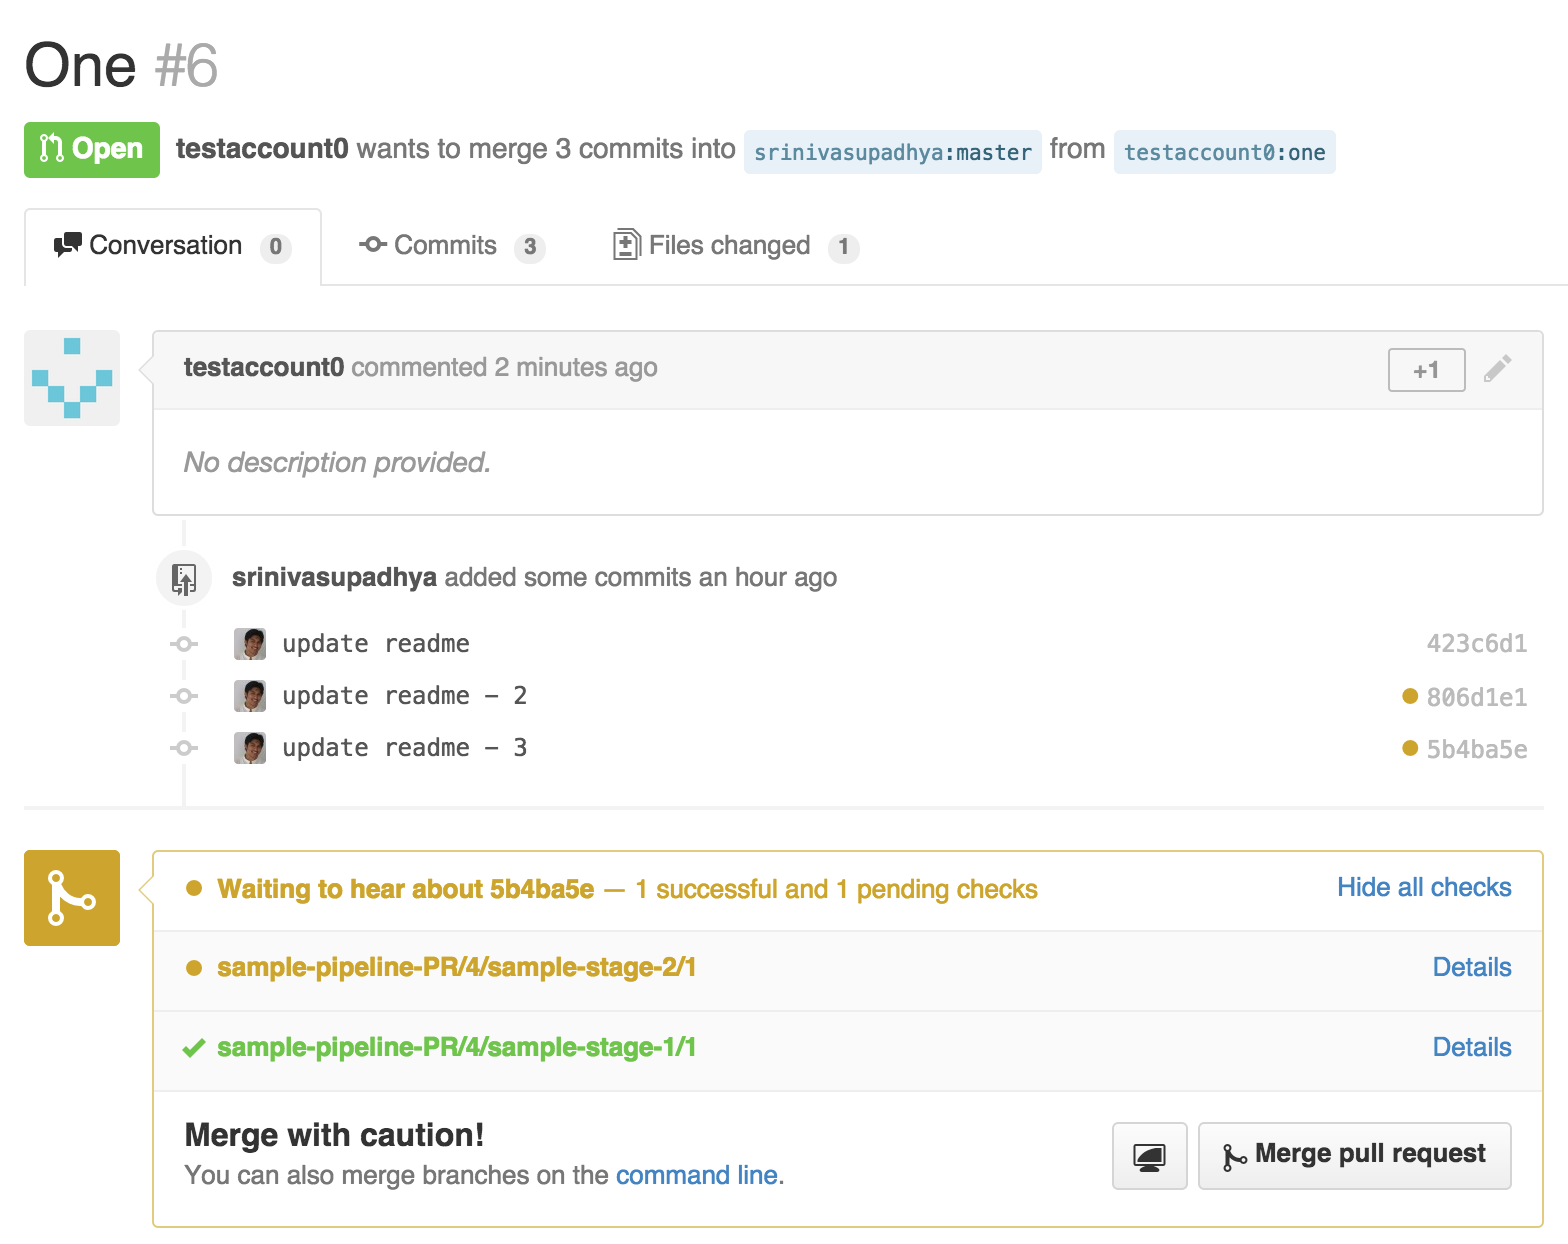 One #6
Open testaccount0 wants to merge 3 commits into srinivasupadhya:master from testaccount0:one
Conversation 0 Commits 3 Files changed 1
testaccount0 commented 2 minutes ago +1
No description provided.
srinivasupadhya added some commits an hour ago
update readme 423c6d1
update readme - 2 806d1e1
update readme - 3 5b4ba5e
Waiting to hear about 5b4ba5e — 1 successful and 1 pending checks Hide all checks
sample-pipeline-PR/4/sample-stage-2/1 Details
sample-pipeline-PR/4/sample-stage-1/1 Details
Merge with caution!
You can also merge branches on the command line.
Merge pull request